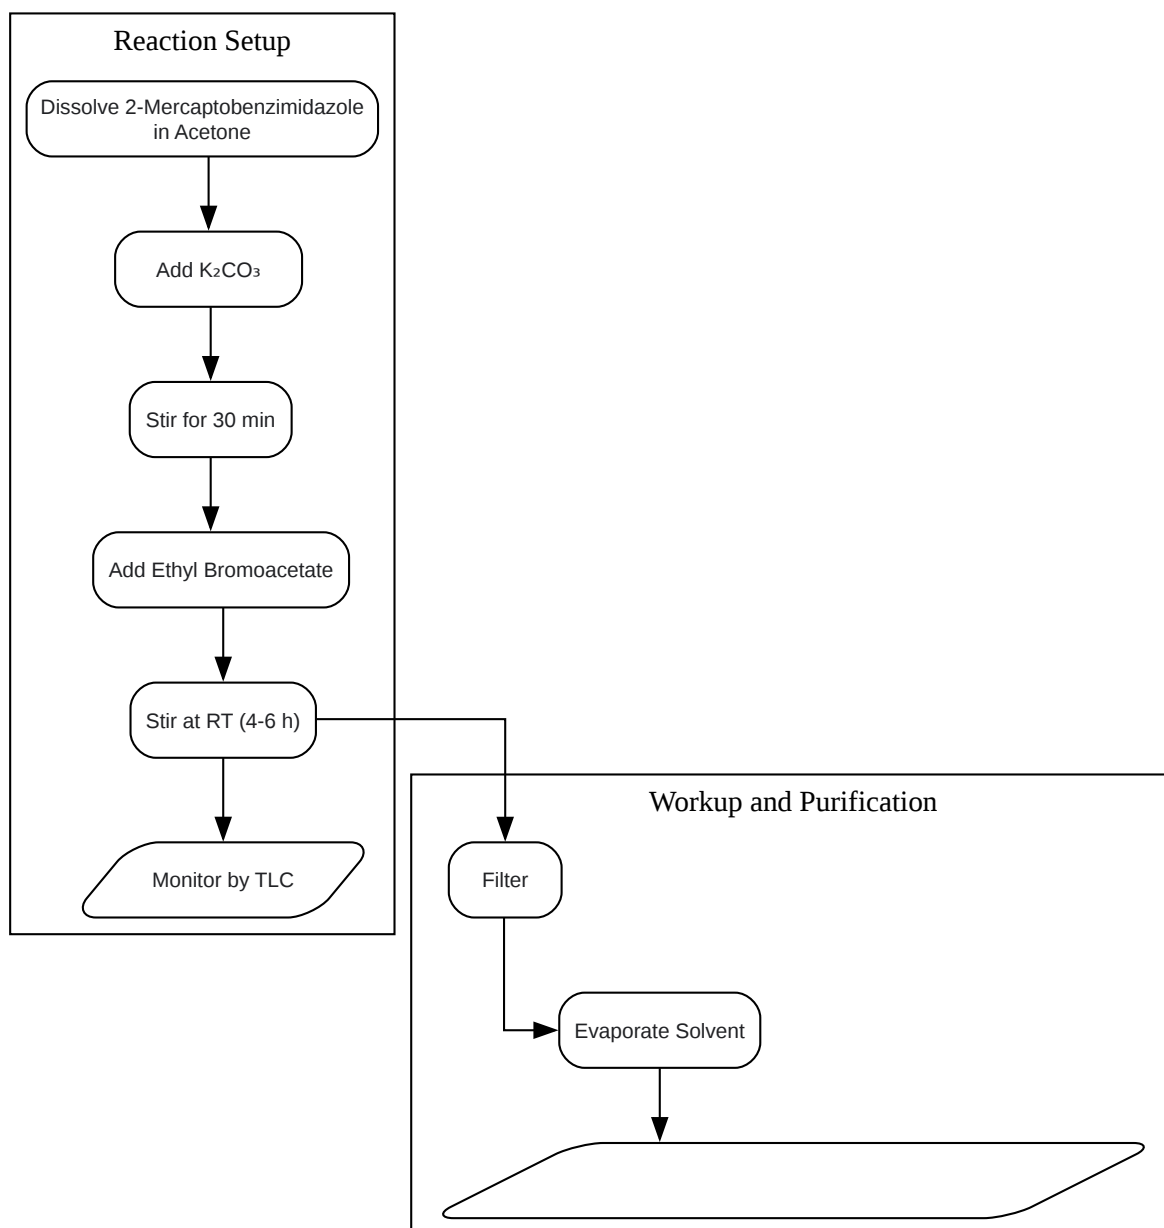 Reaction Setup
Dissolve 2-Mercaptobenzimidazole
in Acetone
Add K₂CO₃
Stir for 30 min
Add Ethyl Bromoacetate
Stir at RT (4-6 h)
Monitor by TLC
Workup and Purification
Filter
Evaporate Solvent